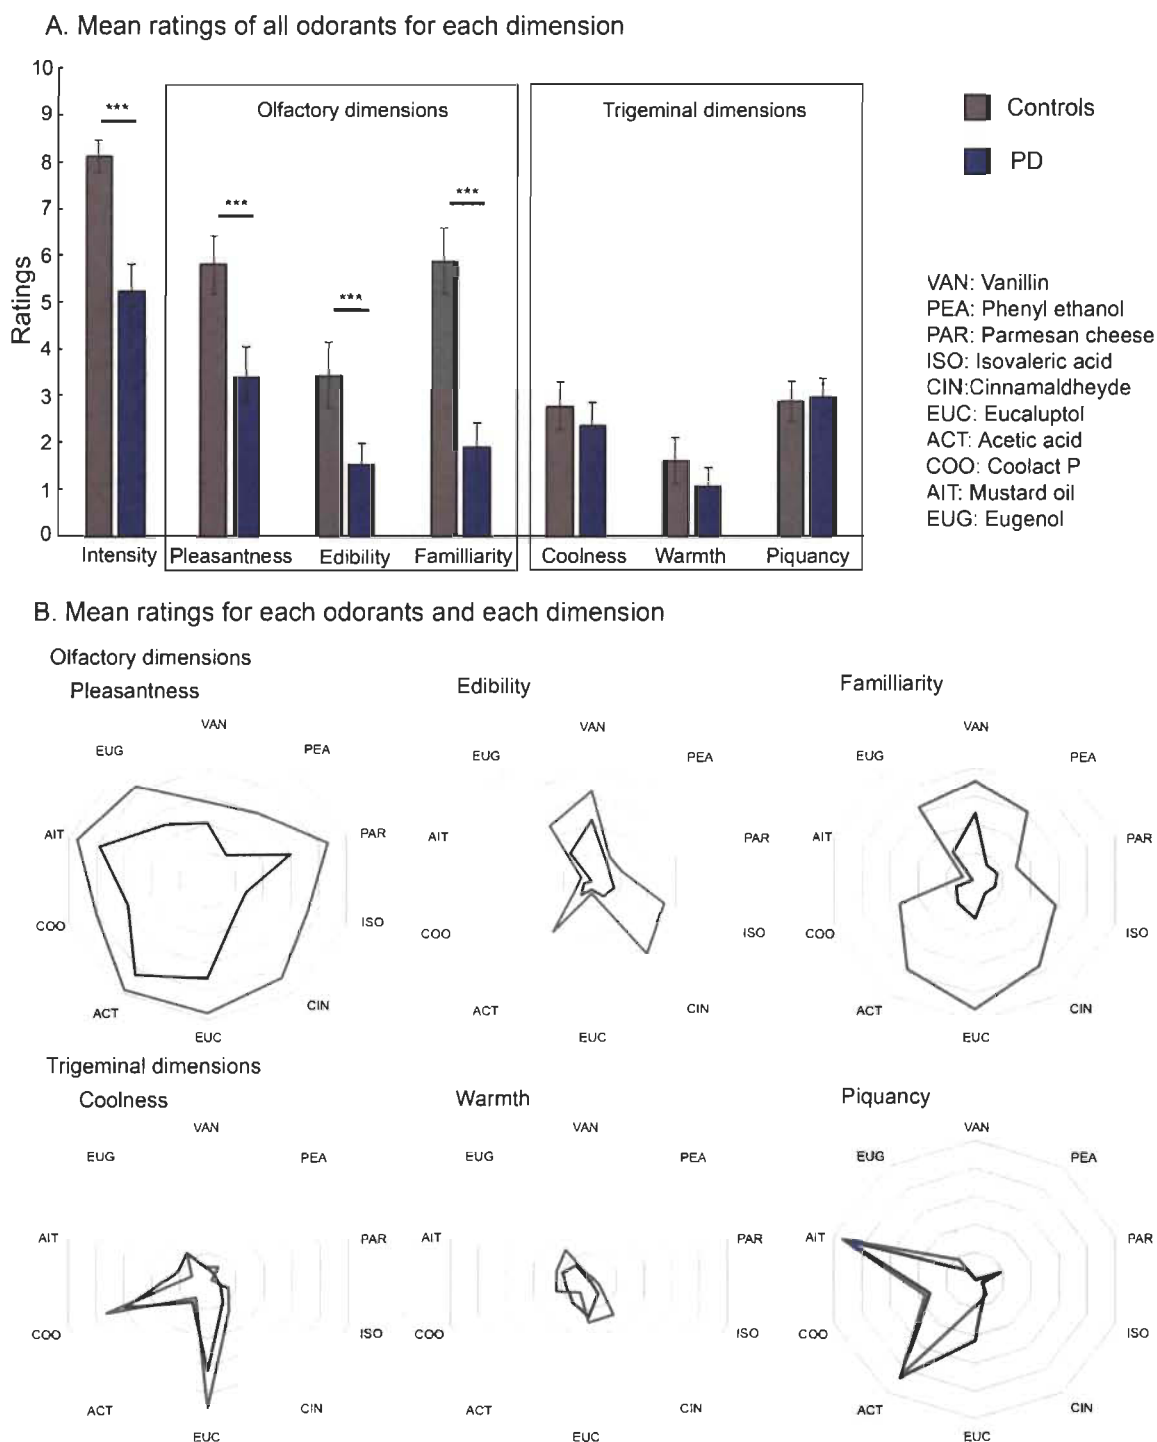 A. Mean ratings of all odorants for each dimension
10
9
8
7
6
5
4
3
2
1
0
Ratings
***
***
***
***
Olfactory dimensions
Trigeminal dimensions
Intensity
Pleasantness
Edibility
Familliarity
Coolness
Warmth
Piquancy
Controls
PD
VAN: Vanillin
PEA: Phenyl ethanol
PAR: Parmesan cheese
ISO: Isovaleric acid
CIN:Cinnamaldheyde
EUC: Eucaluptol
ACT: Acetic acid
COO: Coolact P
AIT: Mustard oil
EUG: Eugenol
B. Mean ratings for each odorants and each dimension
Olfactory dimensions
Pleasantness
VAN
PEA
PAR
ISO
CIN
EUC
ACT
COO
AIT
EUG
Edibility
VAN
PEA
PAR
ISO
CIN
EUC
ACT
COO
AIT
EUG
Familliarity
VAN
PEA
PAR
ISO
CIN
EUC
ACT
COO
AIT
EUG
Trigeminal dimensions
Coolness
VAN
PEA
PAR
ISO
CIN
EUC
ACT
COO
AIT
EUG
Warmth
VAN
PEA
PAR
ISO
CIN
EUC
ACT
COO
AIT
EUG
Piquancy
VAN
PEA
PAR
ISO
CIN
EUC
ACT
COO
AIT
EUG